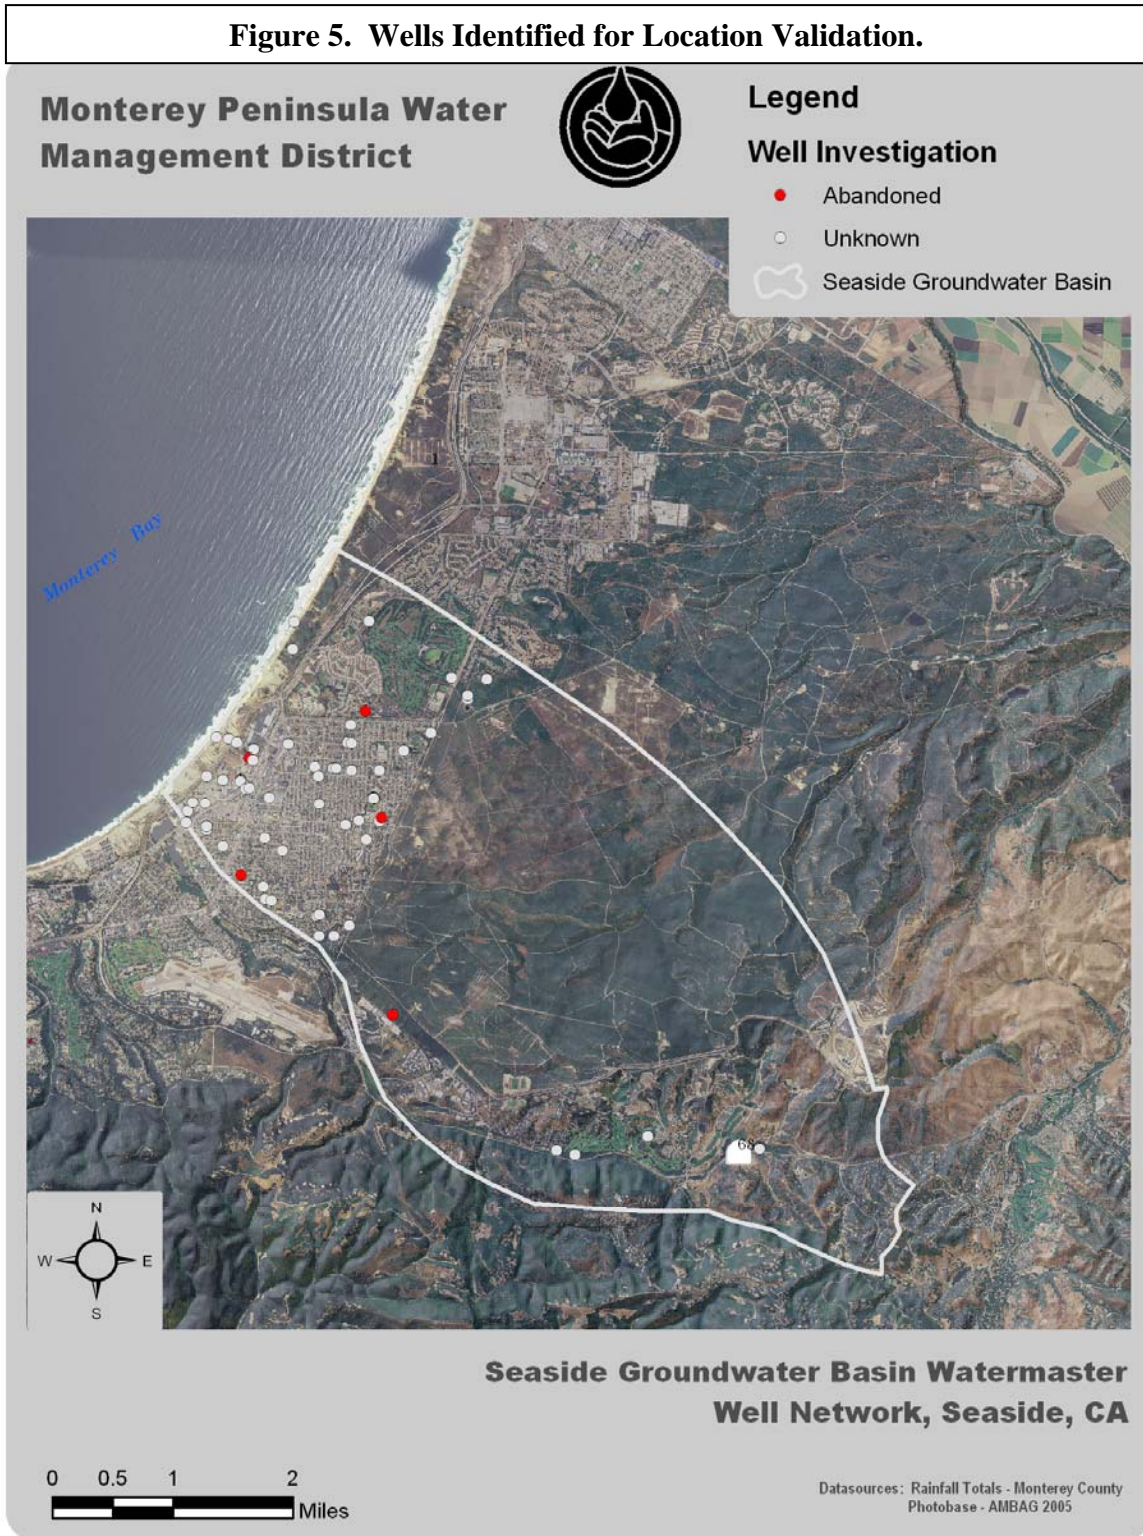 Figure 5.  Wells Identified for Location Validation.
Monterey Peninsula Water
Management District
Legend
Well Investigation
Abandoned
Unknown
Seaside Groundwater Basin
Monterey Bay
68
N
W E
S
Seaside Groundwater Basin Watermaster
Well Network, Seaside, CA
0 0.5 1 2
Miles
Datasources: Rainfall Totals - Monterey County
Photobase - AMBAG 2005